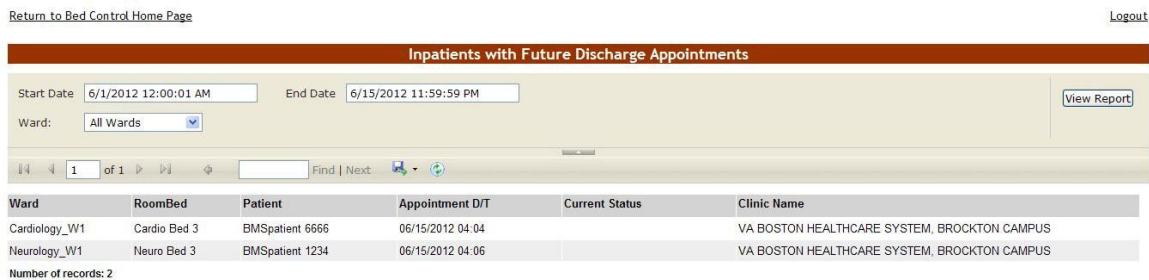 Return to Bed Control Home Page Logout
Inpatients with Future Discharge Appointments
Start Date 6/1/2012 12:00:01 AM End Date 6/15/2012 11:59:59 PM View Report
Ward: All Wards
1 of 1 Find | Next
Ward RoomBed Patient Appointment D/T Current Status Clinic Name
Cardiology_W1 Cardio Bed 3 BMSpatient 6666 06/15/2012 04:04 VA BOSTON HEALTHCARE SYSTEM, BROCKTON CAMPUS
Neurology_W1 Neuro Bed 3 BMSpatient 1234 06/15/2012 04:06 VA BOSTON HEALTHCARE SYSTEM, BROCKTON CAMPUS
Number of records: 2